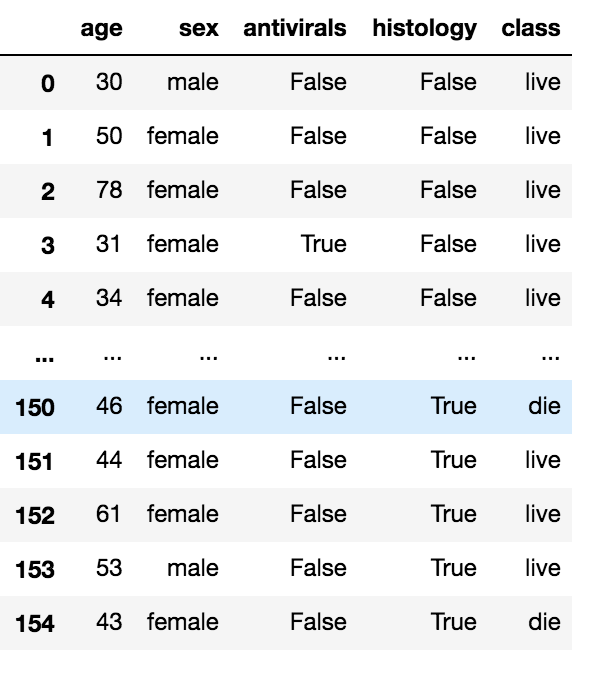 age sex antivirals histology class
0 30 male False False live
1 50 female False False live
2 78 female False False live
3 31 female True False live
4 34 female False False live
... ... ... ... ... ...
150 46 female False True die
151 44 female False True live
152 61 female False True live
153 53 male False True live
154 43 female False True die